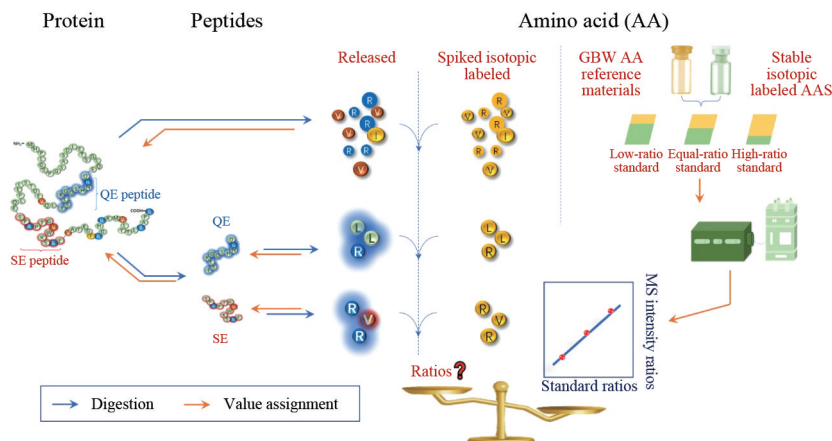 Protein
Peptides
Amino acid (AA)
Released
Spiked isotopic
labeled
GBW AA
reference
materials
Stable
isotopic
labeled AAS
R
V
R
R
V
R
I
R
R
V
R
V
R
R
V
I
R
R
V
Low-ratio
standard
Equal-ratio
standard
High-ratio
standard
NH₂
QE peptide
COOH
SE peptide
QE
L
L
R
L
L
R
SE
R
V
R
R
V
R
MS intensity
ratios
Standard ratios
Ratios?
Digestion
Value assignment